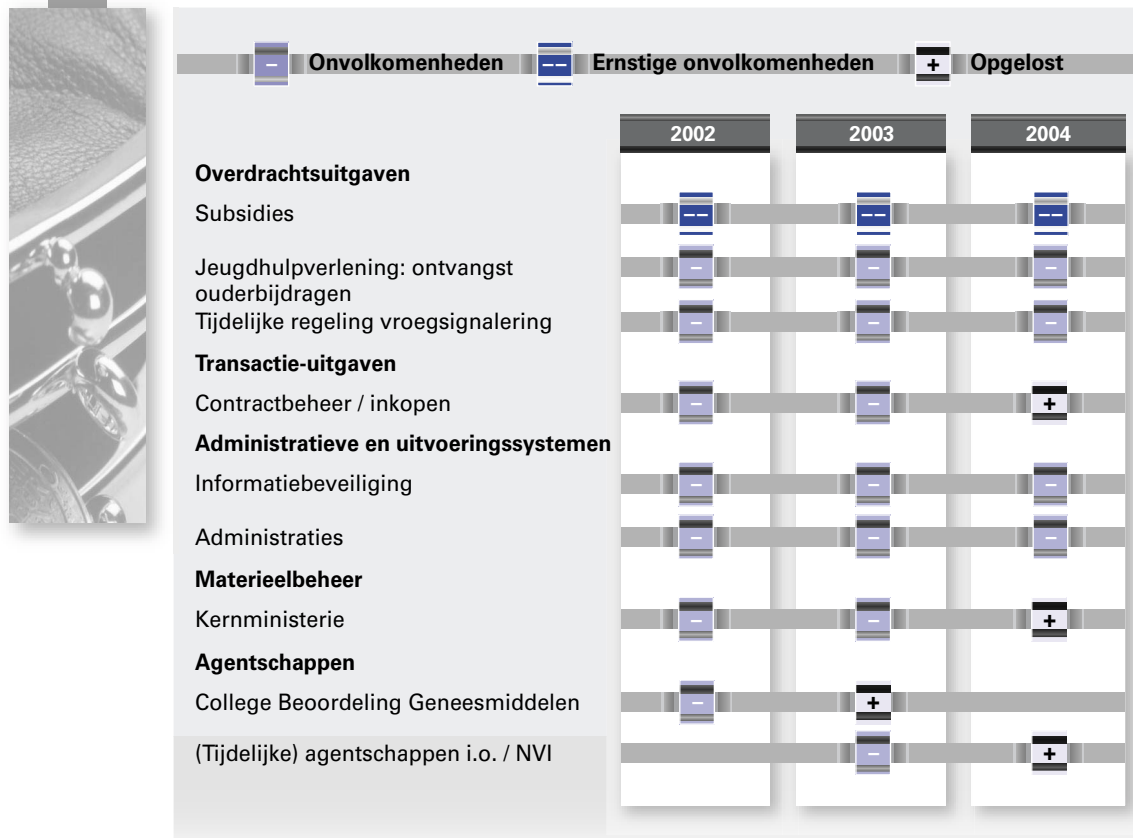 – Onvolkomenheden –– Ernstige onvolkomenheden + Opgelost
2002 2003 2004
Overdrachtsuitgaven
Subsidies –– –– ––
Jeugdhulpverlening: ontvangst
ouderbijdragen – – –
Tijdelijke regeling vroegsignalering – – –
Transactie-uitgaven
Contractbeheer / inkopen – – +
Administratieve en uitvoeringssystemen
Informatiebeveiliging – – –
Administraties – – –
Materieelbeheer
Kernministerie – – +
Agentschappen
College Beoordeling Geneesmiddelen – +
(Tijdelijke) agentschappen i.o. / NVI – +